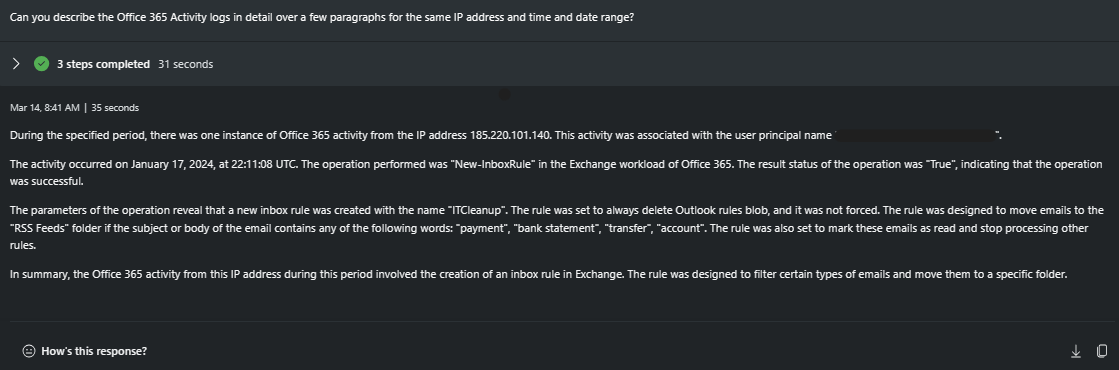 Can you describe the Office 365 Activity logs in detail over a few paragraphs for the same IP address and time and date range?
3 steps completed 31 seconds
Mar 14, 8:41 AM | 35 seconds
During the specified period, there was one instance of Office 365 activity from the IP address 185.220.101.140. This activity was associated with the user principal name " ".
The activity occurred on January 17, 2024, at 22:11:08 UTC. The operation performed was "New-InboxRule" in the Exchange workload of Office 365. The result status of the operation was "True", indicating that the operation
was successful.
The parameters of the operation reveal that a new inbox rule was created with the name "ITCleanup". The rule was set to always delete Outlook rules blob, and it was not forced. The rule was designed to move emails to the
"RSS Feeds" folder if the subject or body of the email contains any of the following words: "payment", "bank statement", "transfer", "account". The rule was also set to mark these emails as read and stop processing other
rules.
In summary, the Office 365 activity from this IP address during this period involved the creation of an inbox rule in Exchange. The rule was designed to filter certain types of emails and move them to a specific folder.
How's this response?